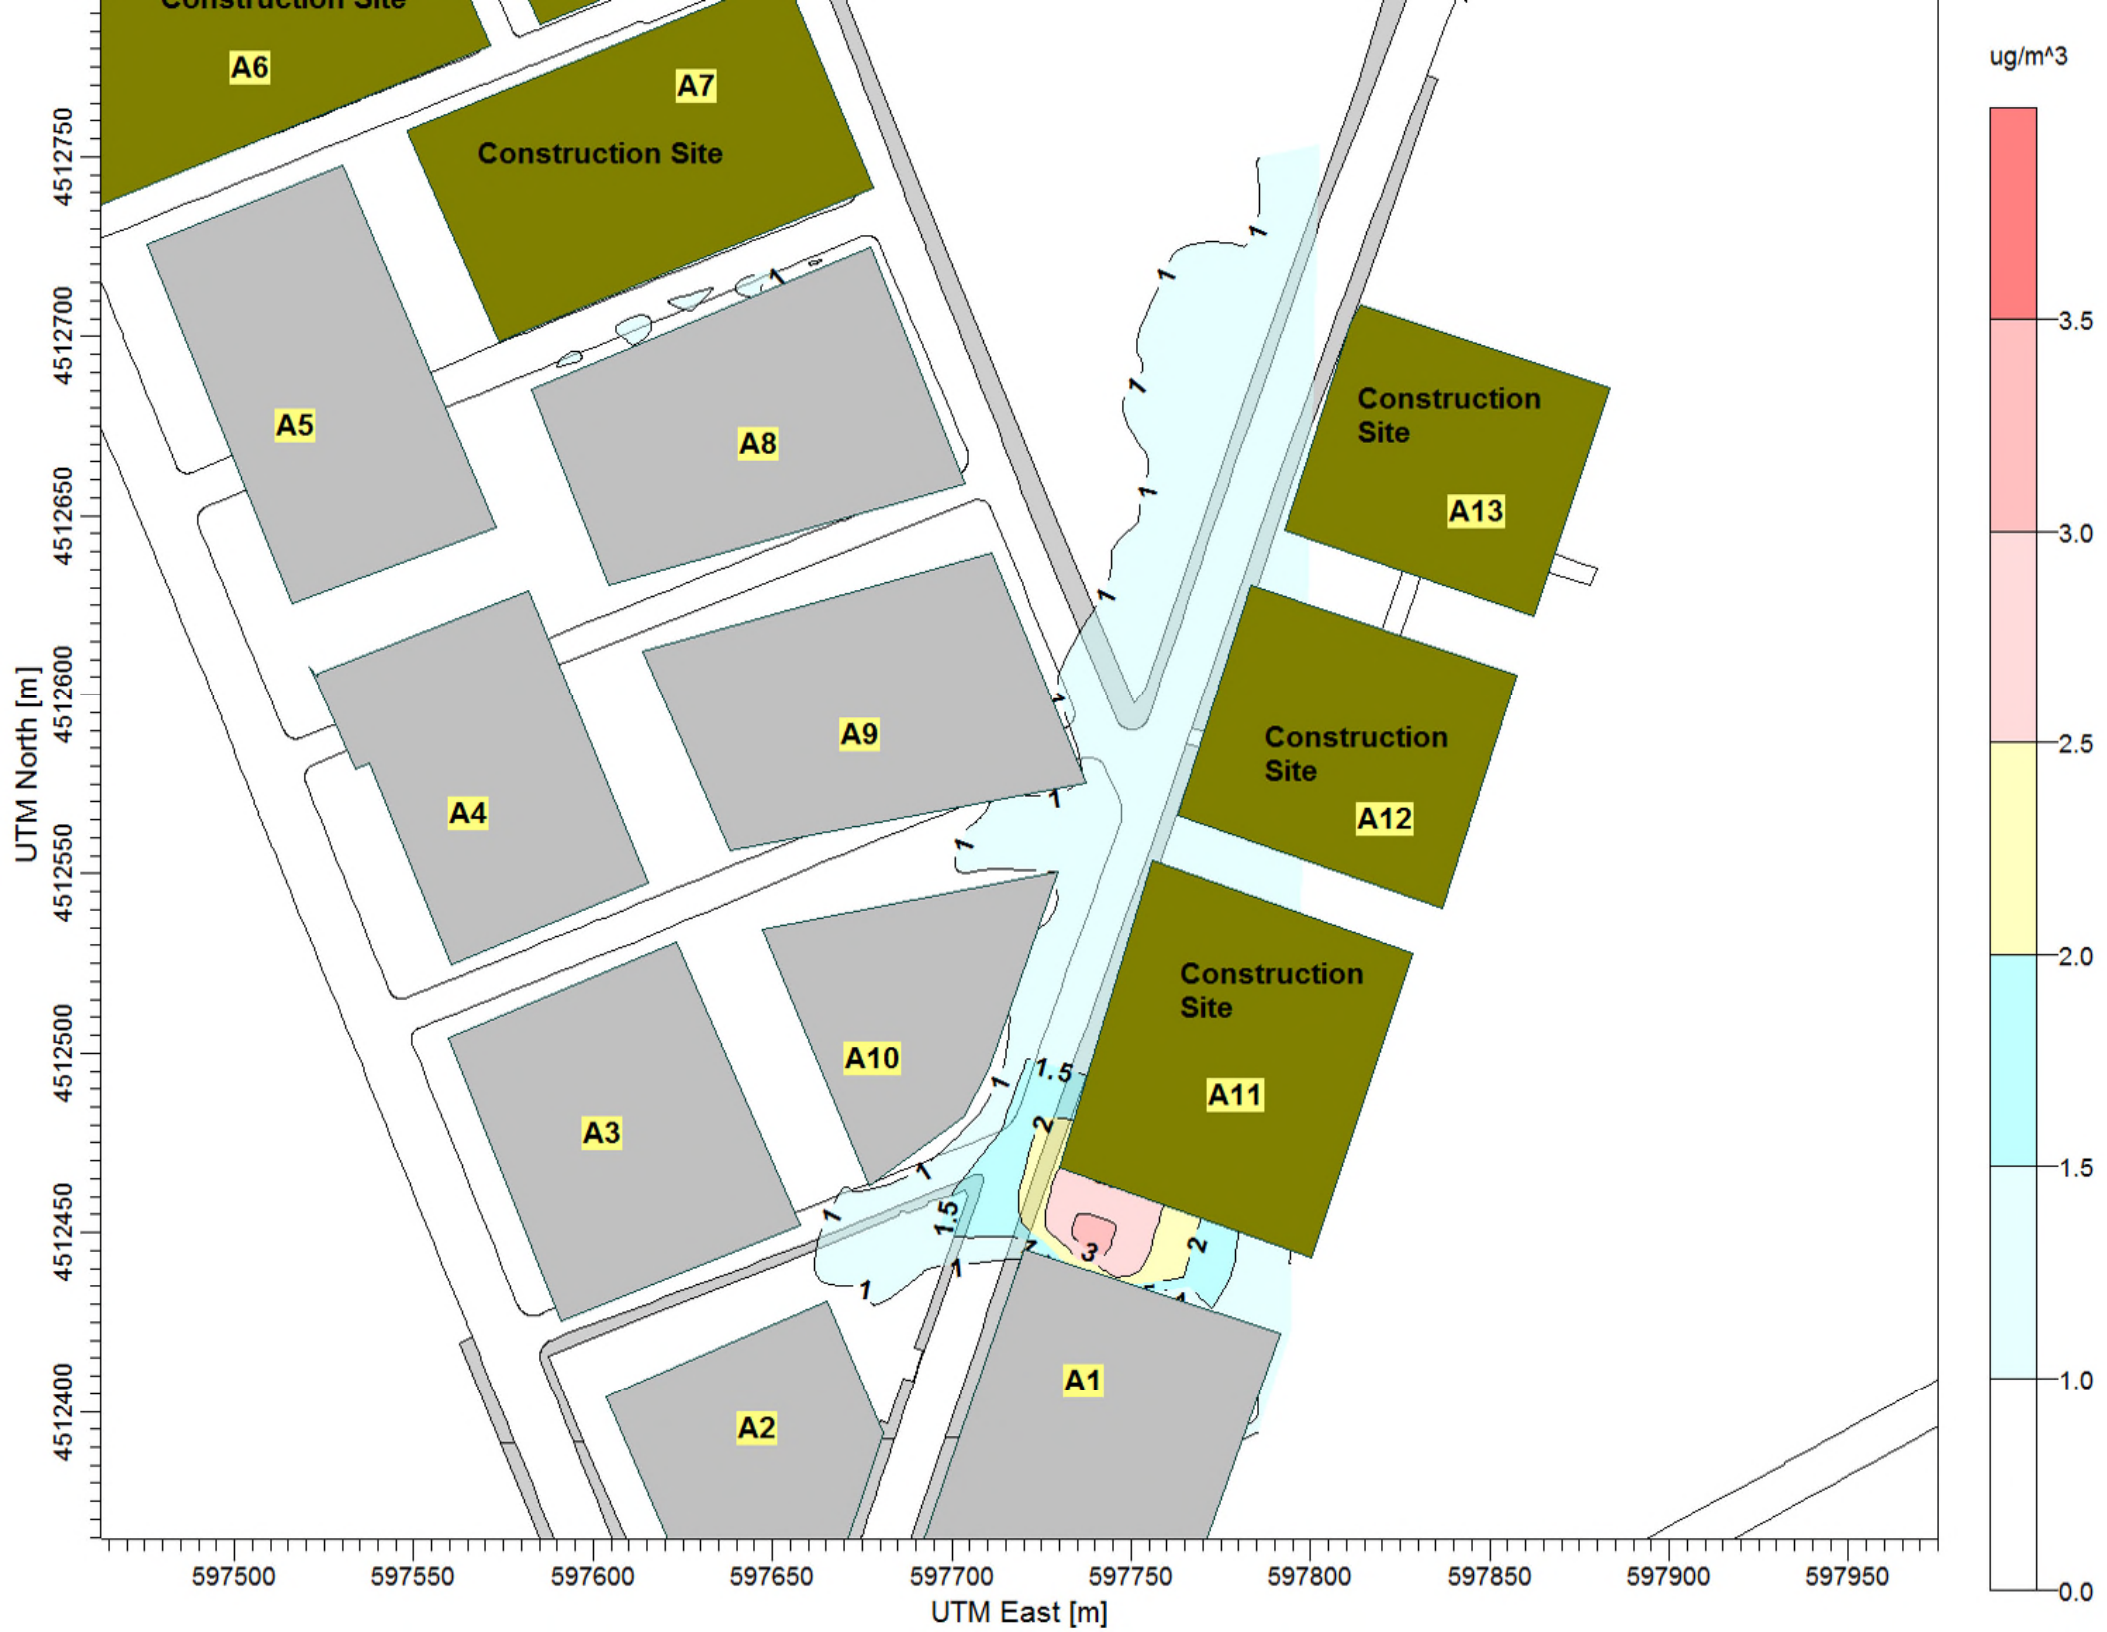 Construction Site
A6
A7
Construction Site
A5
A8
Construction
Site
A13
A9
Construction
Site
A12
A4
Construction
Site
A10
A11
A3
A1
A2
1
1
1
1
1
1
1
1
1
1.5
2
1
1
1
1.5
3
2
1
1
ug/m^3
3.5
3.0
2.5
2.0
1.5
1.0
0.0
UTM North [m]
4512750
4512700
4512650
4512600
4512550
4512500
4512450
4512400
597500
597550
597600
597650
597700
597750
597800
597850
597900
597950
UTM East [m]